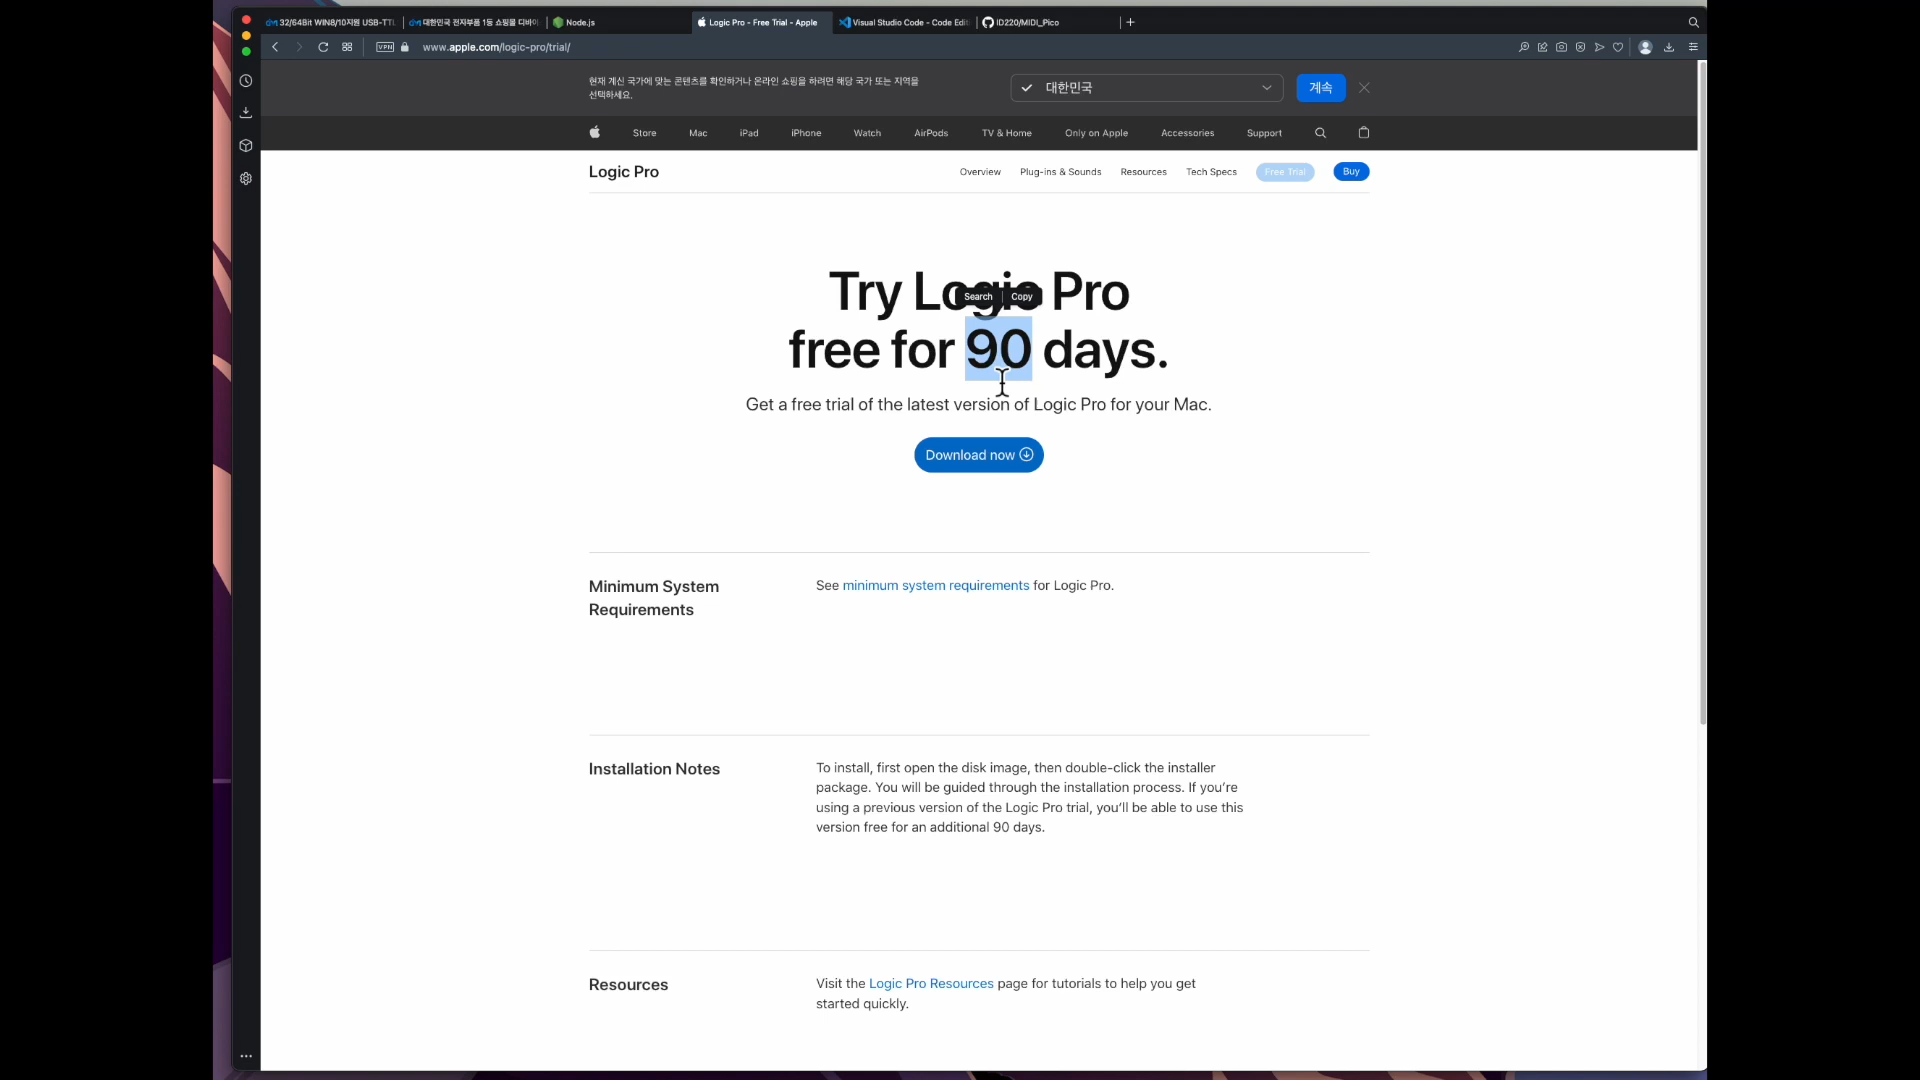 32/64Bit WIN8/10지원 USB-TTL
대한민국 전자부품 1등 쇼핑몰 디바이
Node.js
Logic Pro - Free Trial - Apple
Visual Studio Code - Code Edit
ID220/MIDI_Pico
VPN
www.apple.com/logic-pro/trial/
현재 계신 국가에 맞는 콘텐츠를 확인하거나 온라인 쇼핑을 하려면 해당 국가 또는 지역을
선택하세요.
대한민국
계속
Store
Mac
iPad
iPhone
Watch
AirPods
TV & Home
Only on Apple
Accessories
Support
Logic Pro
Overview
Plug-ins & Sounds
Resources
Tech Specs
Free Trial
Buy
Try Logic Pro
Search
Copy
free for 90 days.
Get a free trial of the latest version of Logic Pro for your Mac.
Download now
Minimum System
Requirements
See minimum system requirements for Logic Pro.
Installation Notes
To install, first open the disk image, then double-click the installer
package. You will be guided through the installation process. If you’re
using a previous version of the Logic Pro trial, you’ll be able to use this
version free for an additional 90 days.
Resources
Visit the Logic Pro Resources page for tutorials to help you get
started quickly.